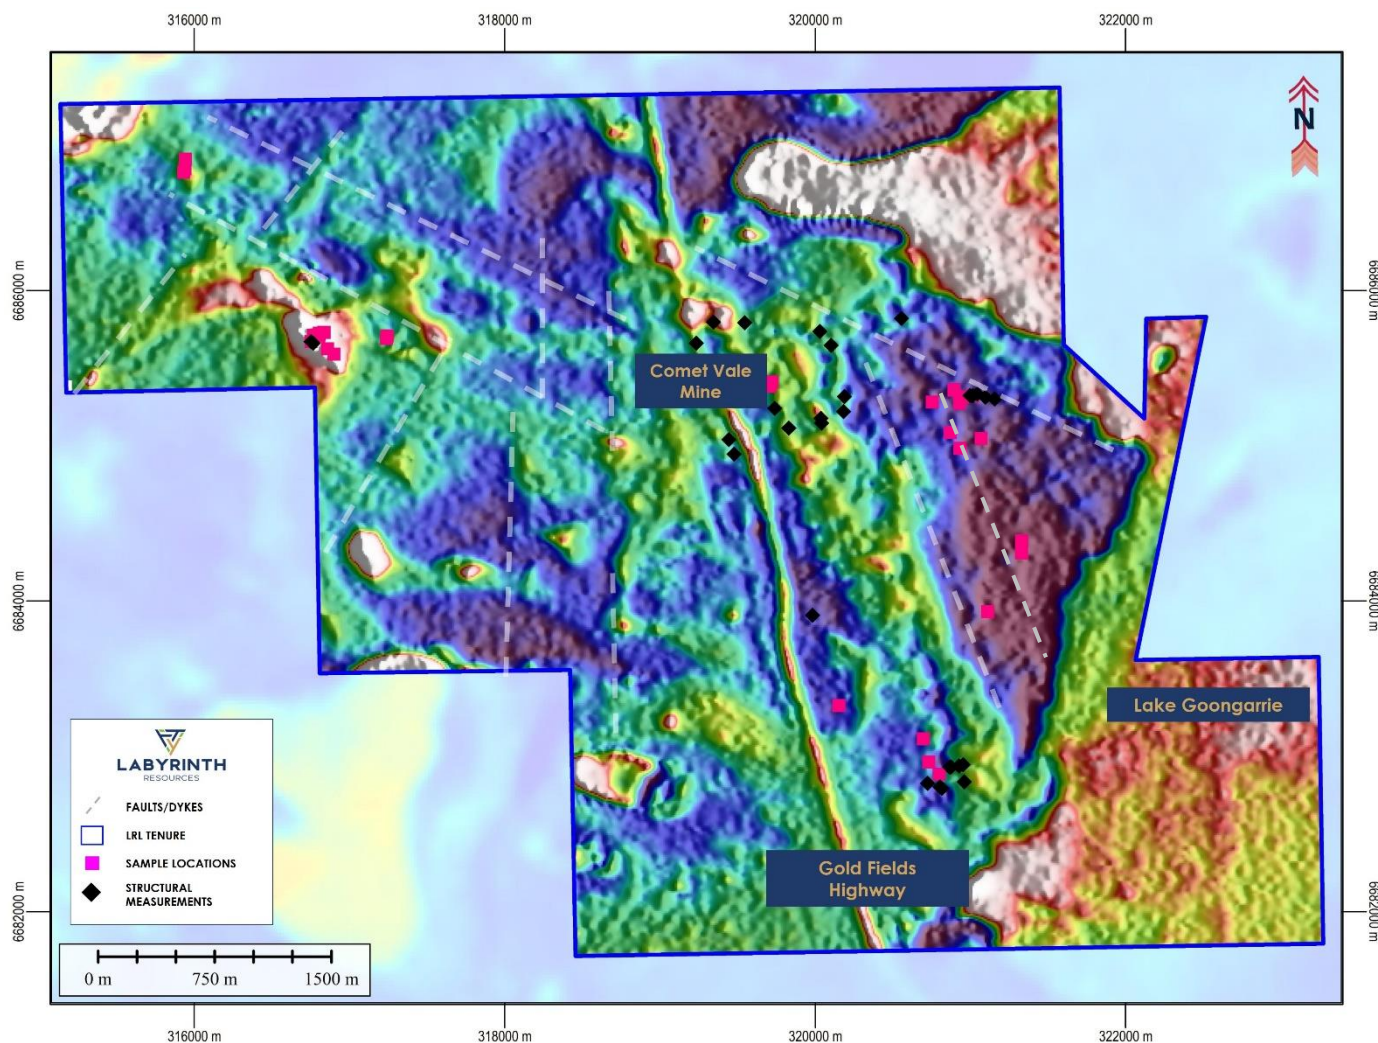 316000 m
318000 m
320000 m
322000 m
N
6686000 m
6686000 m
Comet Vale
Mine
6684000 m
6684000 m
Lake Goongarrie
LABYRINTH
RESOURCES
FAULTS/DYKES
LRL TENURE
SAMPLE LOCATIONS
STRUCTURAL
MEASUREMENTS
Gold Fields
Highway
6682000 m
6682000 m
0 m
750 m
1500 m
316000 m
318000 m
320000 m
322000 m